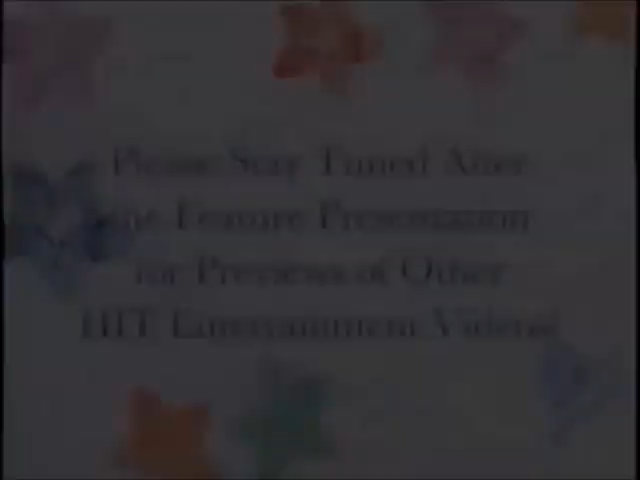 Please Stay Tuned After
the Feature Presentation
for Previews of Other
HIT Entertainment Videos!